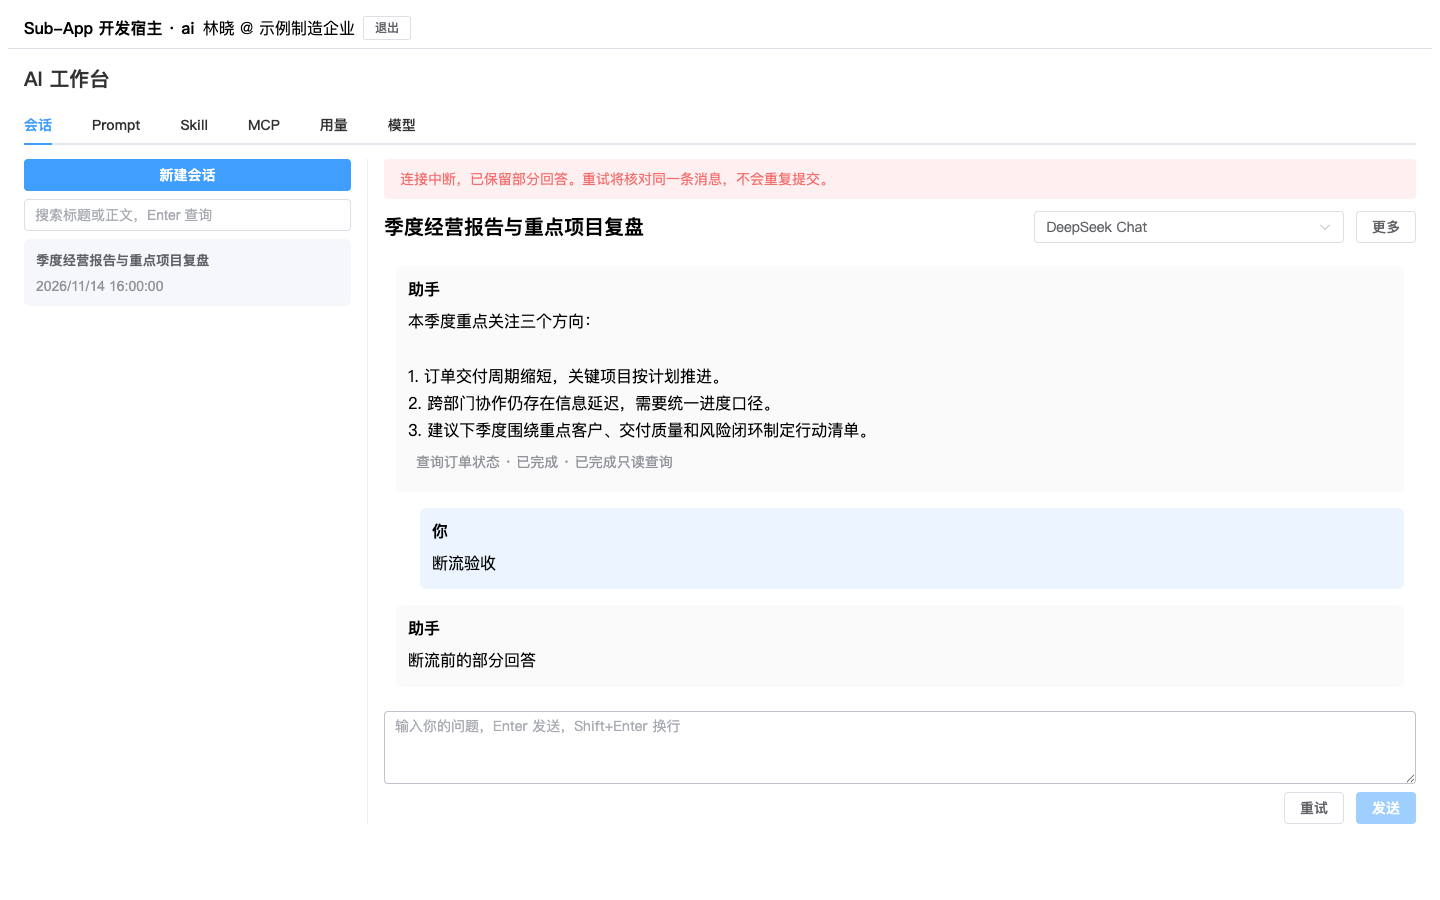 Sub-App 开发宿主 · ai 林晓 @ 示例制造企业 退出
AI 工作台
会话 Prompt Skill MCP 用量 模型
新建会话
搜索标题或正文，Enter 查询
季度经营报告与重点项目复盘
2026/11/14 16:00:00
连接中断，已保留部分回答。重试将核对同一条消息，不会重复提交。
季度经营报告与重点项目复盘
DeepSeek Chat
更多
助手
本季度重点关注三个方向：
1. 订单交付周期缩短，关键项目按计划推进。
2. 跨部门协作仍存在信息延迟，需要统一进度口径。
3. 建议下季度围绕重点客户、交付质量和风险闭环制定行动清单。
查询订单状态 · 已完成 · 已完成只读查询
你
断流验收
助手
断流前的部分回答
输入你的问题，Enter 发送，Shift+Enter 换行
重试 发送